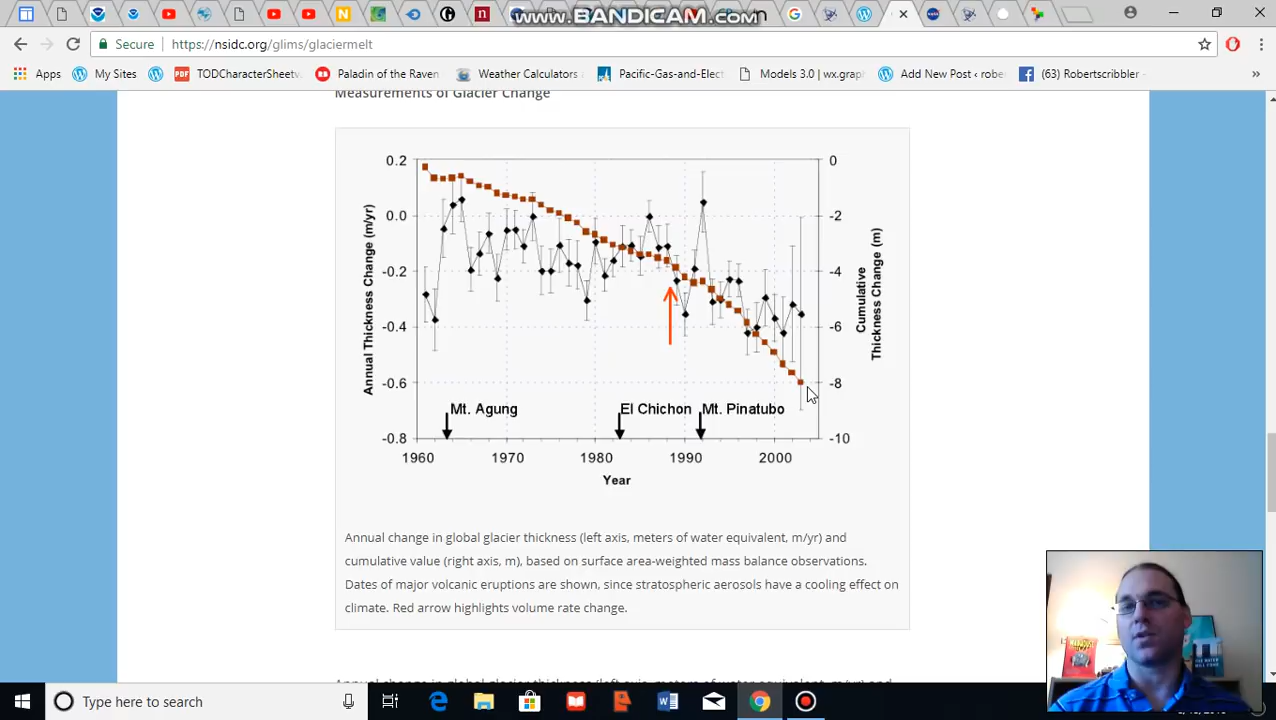 www.BANDICAM.com
Secure https://nsidc.org/glims/glaciermelt
Apps My Sites PDF TODCharacterSheet Paladin of the Raven Weather Calculators Pacific-Gas-and-Elect Models 3.0 | wx.grap Add New Post ‹ robe (63) Robertscribbler »
Measurements of Glacier Change
0.2 0
0.0 -2
-0.2 -4
-0.4 -6
-0.6 -8
-0.8 -10
Annual Thickness Change (m/yr)
Cumulative
Thickness Change (m)
Mt. Agung El Chichon Mt. Pinatubo
1960 1970 1980 1990 2000
Year
Annual change in global glacier thickness (left axis, meters of water equivalent, m/yr) and
cumulative value (right axis, m), based on surface area-weighted mass balance observations.
Dates of major volcanic eruptions are shown, since stratospheric aerosols have a cooling effect on
climate. Red arrow highlights volume rate change.
Type here to search